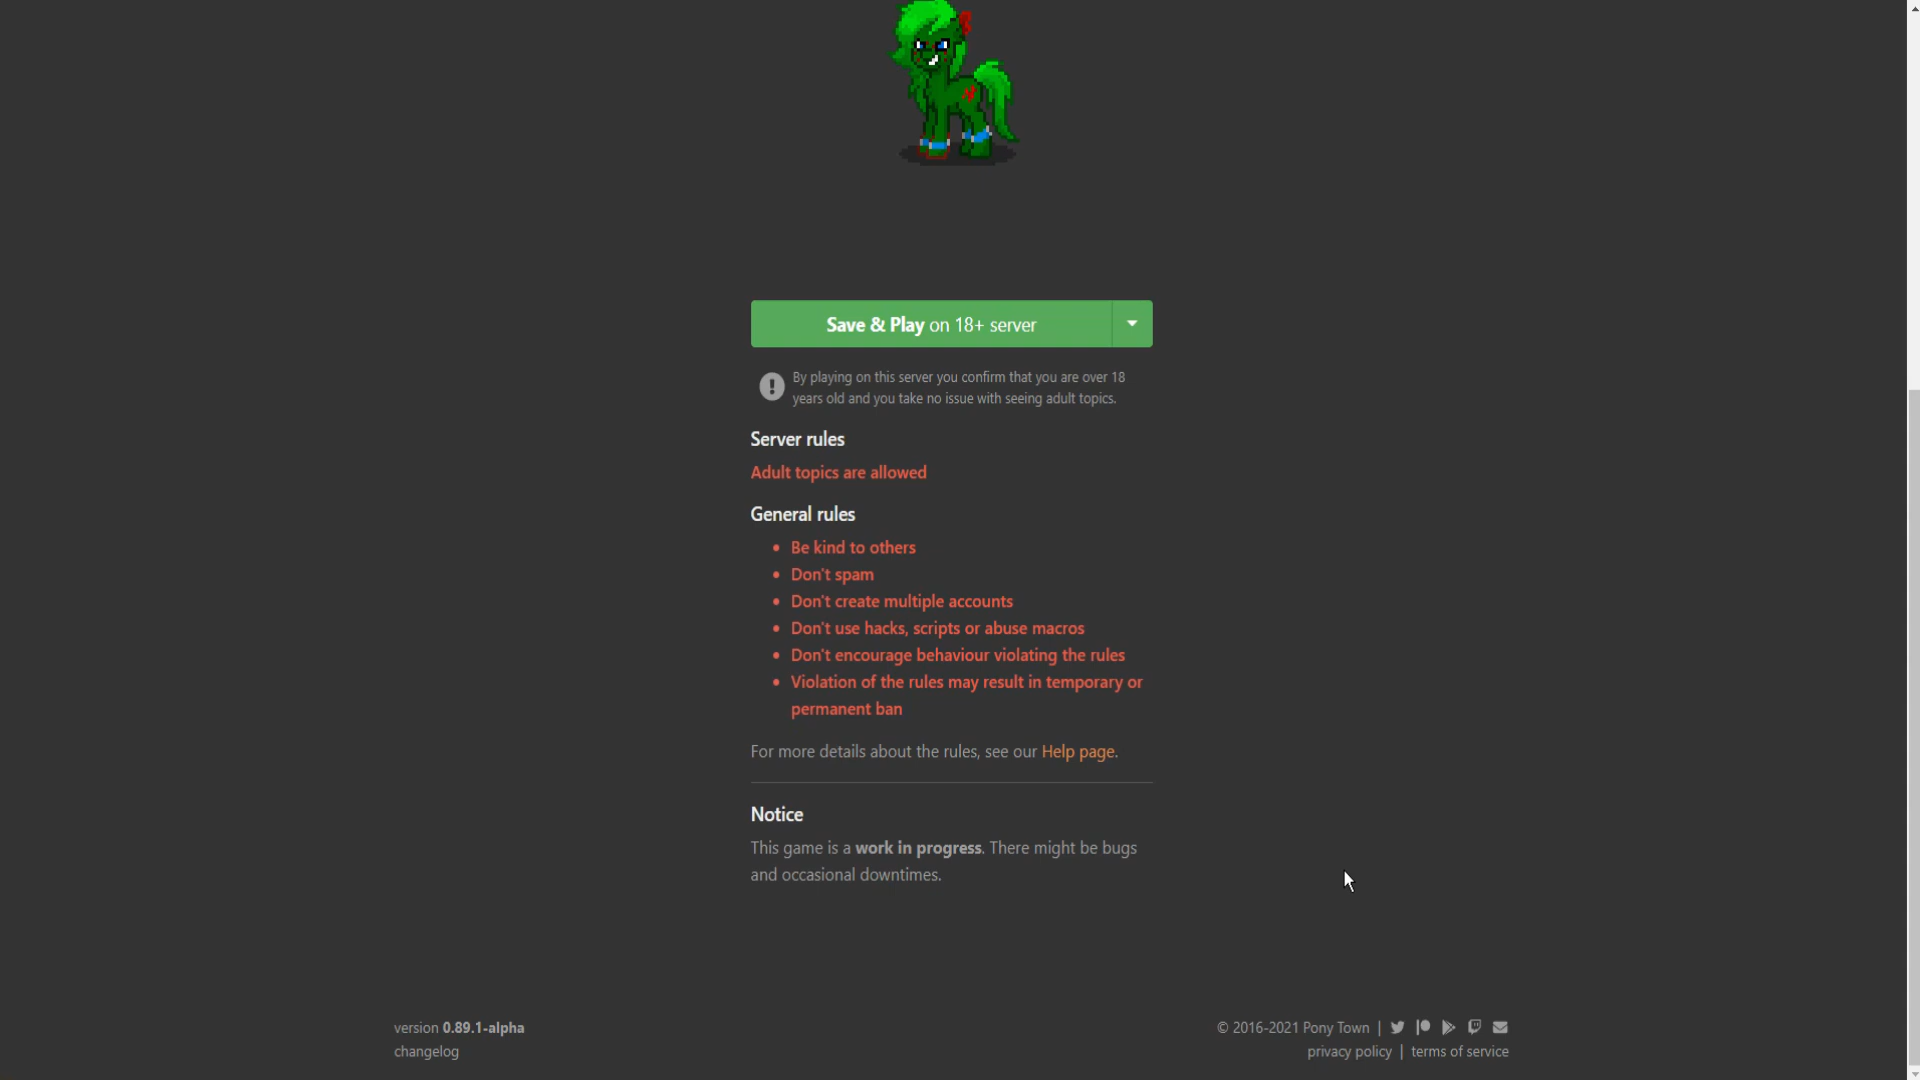 Save & Play on 18+ server
By playing on this server you confirm that you are over 18
years old and you take no issue with seeing adult topics.
Server rules
Adult topics are allowed
General rules
• Be kind to others
• Don't spam
• Don't create multiple accounts
• Don't use hacks, scripts or abuse macros
• Don't encourage behaviour violating the rules
• Violation of the rules may result in temporary or
permanent ban
For more details about the rules, see our Help page.
Notice
This game is a work in progress. There might be bugs
and occasional downtimes.
version 0.89.1-alpha
changelog
© 2016-2021 Pony Town |
privacy policy | terms of service